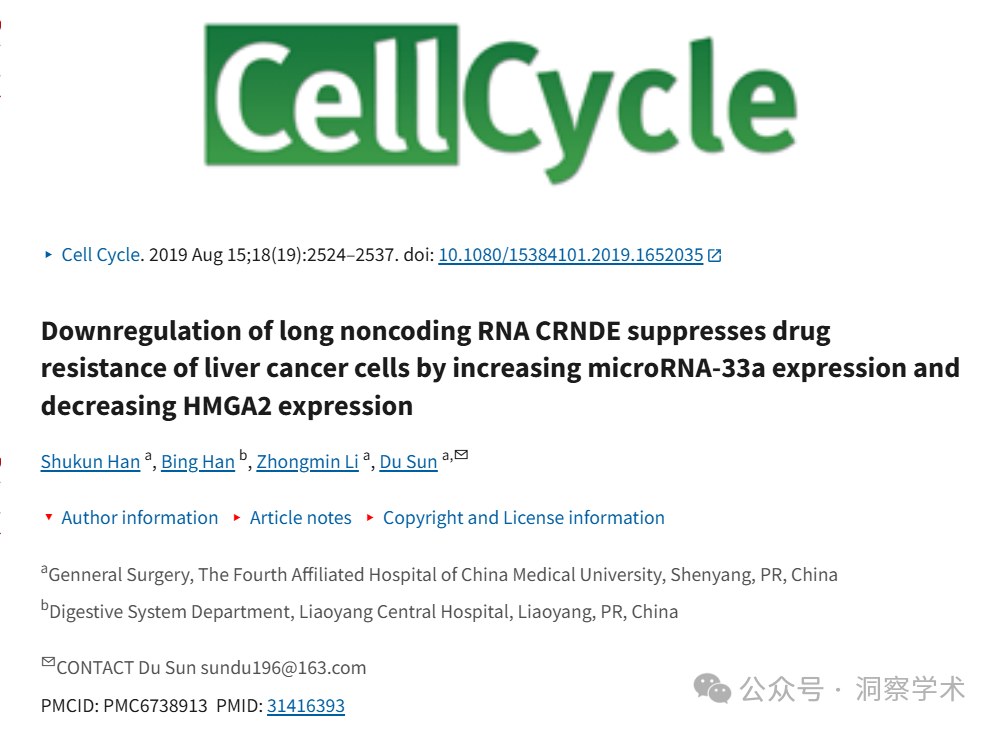 CellCycle
Cell Cycle. 2019 Aug 15;18(19):2524–2537. doi: 10.1080/15384101.2019.1652035
Downregulation of long noncoding RNA CRNDE suppresses drug
resistance of liver cancer cells by increasing microRNA-33a expression and
decreasing HMGA2 expression
Shukun Han a, Bing Han b, Zhongmin Li a, Du Sun a,✉
Author information Article notes Copyright and License information
aGenneral Surgery, The Fourth Affiliated Hospital of China Medical University, Shenyang, PR, China
bDigestive System Department, Liaoyang Central Hospital, Liaoyang, PR, China
✉CONTACT Du Sun sundu196@163.com
PMCID: PMC6738913 PMID: 31416393
公众号 · 洞察学术